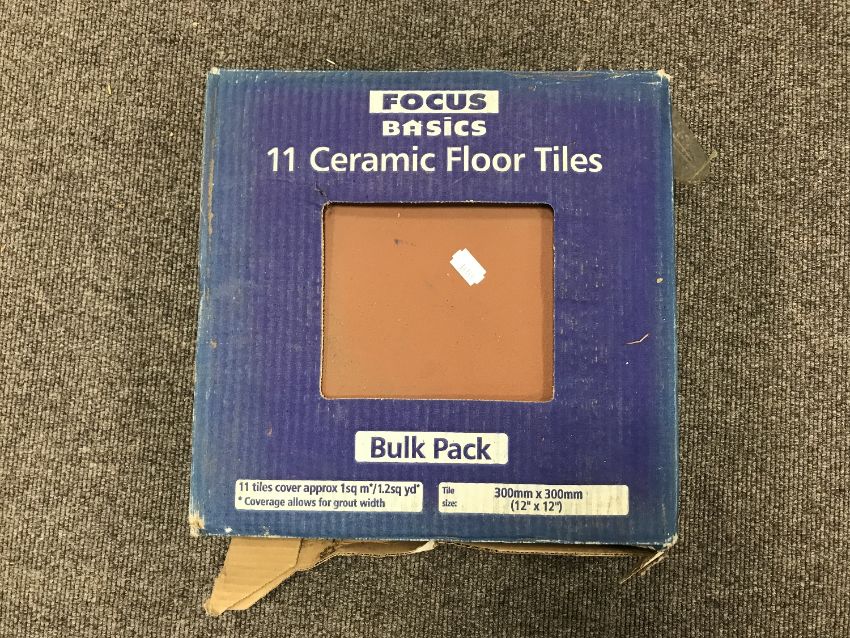 FOCUS
BASiCS
11 Ceramic Floor Tiles
Bulk Pack
11 tiles cover approx 1sq m*/1.2sq yd*
* Coverage allows for grout width
Tile size: 300mm x 300mm
(12" x 12")